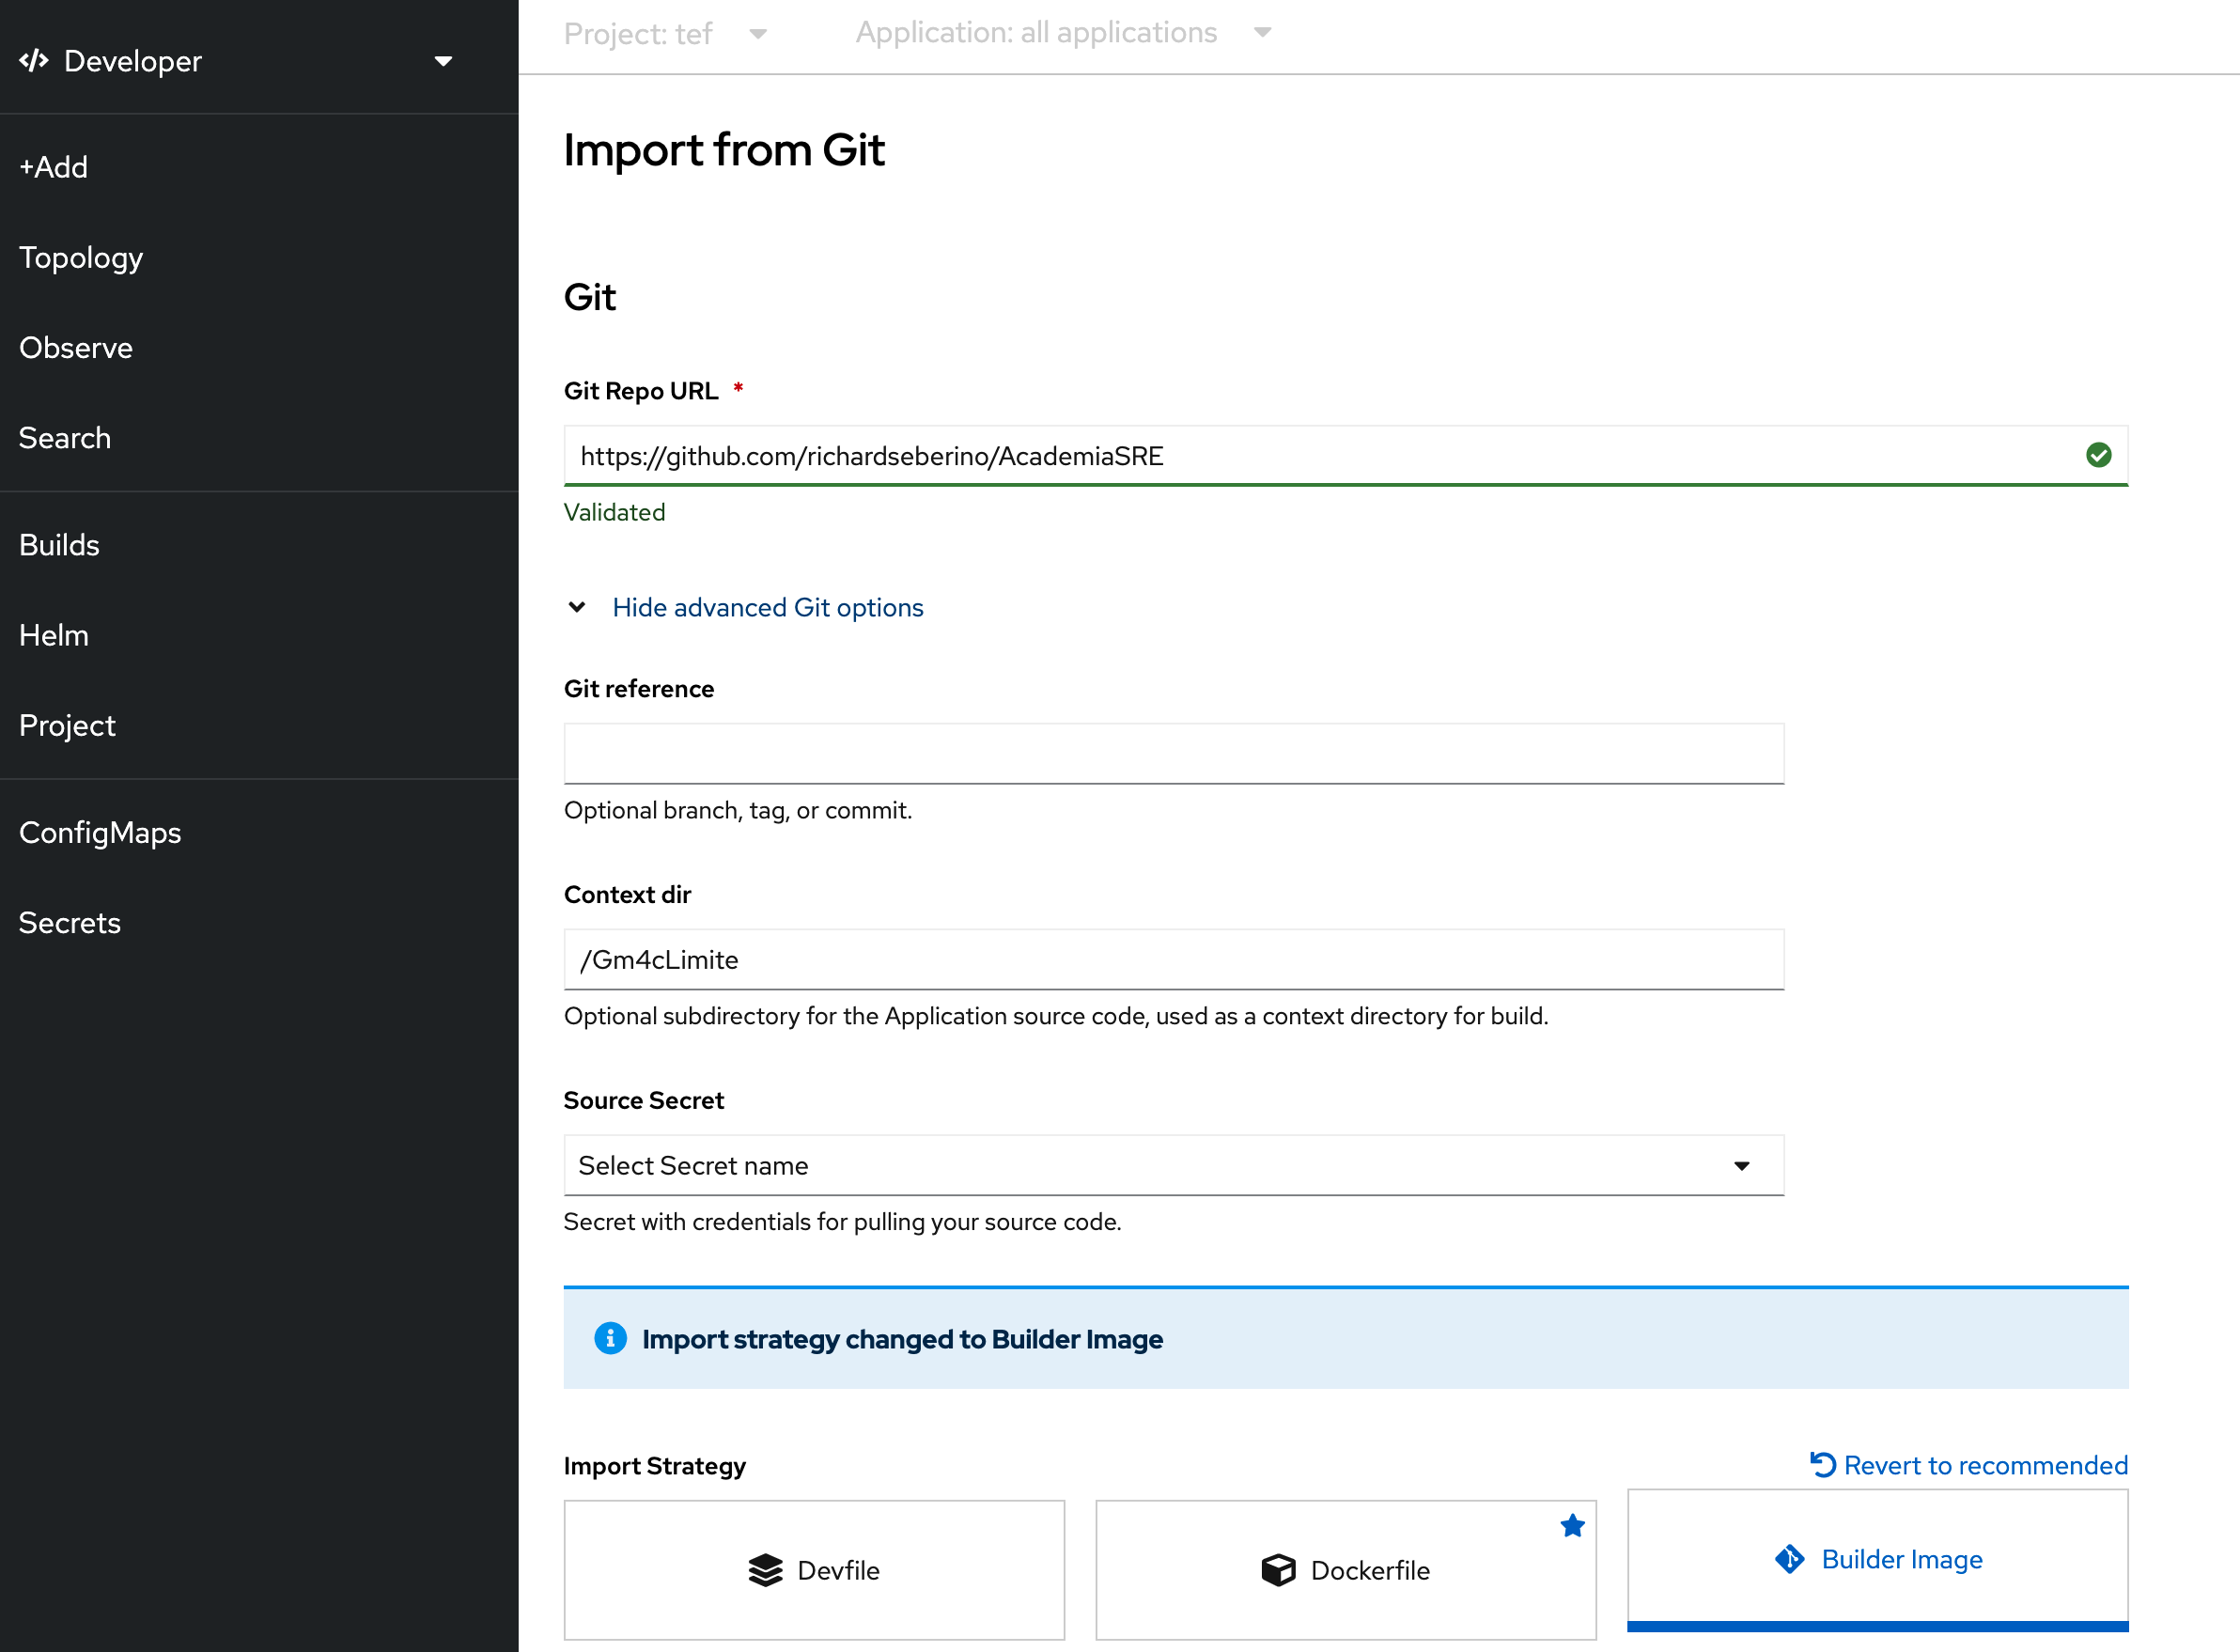 Developer
+Add
Topology
Observe
Search
Builds
Helm
Project
ConfigMaps
Secrets
Project: tef
Application: all applications
Import from Git
Git
Git Repo URL *
https://github.com/richardseberino/AcademiaSRE
Validated
Hide advanced Git options
Git reference
Optional branch, tag, or commit.
Context dir
/Gm4cLimite
Optional subdirectory for the Application source code, used as a context directory for build.
Source Secret
Select Secret name
Secret with credentials for pulling your source code.
Import strategy changed to Builder Image
Import Strategy
Revert to recommended
Devfile
Dockerfile
Builder Image